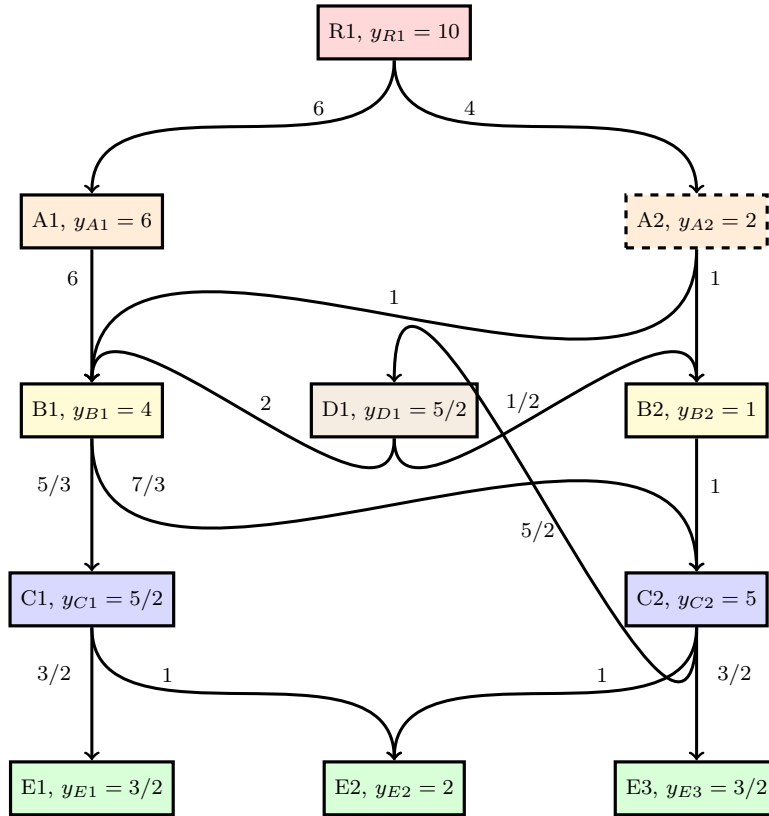 R1, y_{R1} = 10
6
4
A1, y_{A1} = 6
A2, y_{A2} = 2
6
1
1
B1, y_{B1} = 4
2
D1, y_{D1} = 5/2
1/2
B2, y_{B2} = 1
5/3
7/3
1
5/2
C1, y_{C1} = 5/2
C2, y_{C2} = 5
3/2
1
1
3/2
E1, y_{E1} = 3/2
E2, y_{E2} = 2
E3, y_{E3} = 3/2